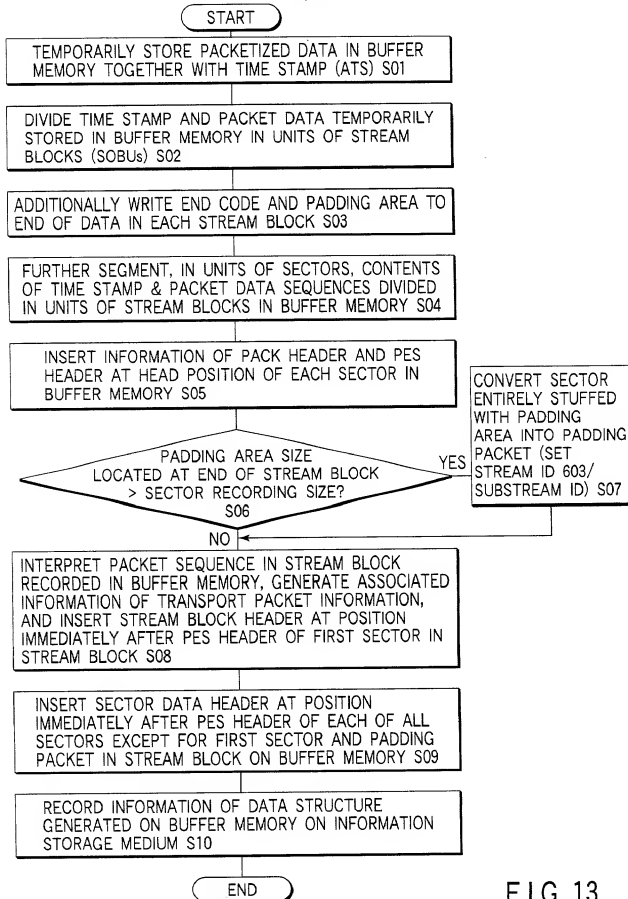 START
TEMPORARILY STORE PACKETIZED DATA IN BUFFER
MEMORY TOGETHER WITH TIME STAMP (ATS) S01
DIVIDE TIME STAMP AND PACKET DATA TEMPORARILY
STORED IN BUFFER MEMORY IN UNITS OF STREAM
BLOCKS (SOBUs) S02
ADDITIONALLY WRITE END CODE AND PADDING AREA TO
END OF DATA IN EACH STREAM BLOCK S03
FURTHER SEGMENT, IN UNITS OF SECTORS, CONTENTS
OF TIME STAMP & PACKET DATA SEQUENCES DIVIDED
IN UNITS OF STREAM BLOCKS IN BUFFER MEMORY S04
INSERT INFORMATION OF PACK HEADER AND PES
HEADER AT HEAD POSITION OF EACH SECTOR IN
BUFFER MEMORY S05
PADDING AREA SIZE
LOCATED AT END OF STREAM BLOCK
> SECTOR RECORDING SIZE?
S06
YES
CONVERT SECTOR
ENTIRELY STUFFED
WITH PADDING
AREA INTO PADDING
PACKET (SET
STREAM ID 603/
SUBSTREAM ID) S07
NO
INTERPRET PACKET SEQUENCE IN STREAM BLOCK
RECORDED IN BUFFER MEMORY, GENERATE ASSOCIATED
INFORMATION OF TRANSPORT PACKET INFORMATION,
AND INSERT STREAM BLOCK HEADER AT POSITION
IMMEDIATELY AFTER PES HEADER OF FIRST SECTOR IN
STREAM BLOCK S08
INSERT SECTOR DATA HEADER AT POSITION
IMMEDIATELY AFTER PES HEADER OF EACH OF ALL
SECTORS EXCEPT FOR FIRST SECTOR AND PADDING
PACKET IN STREAM BLOCK ON BUFFER MEMORY S09
RECORD INFORMATION OF DATA STRUCTURE
GENERATED ON BUFFER MEMORY ON INFORMATION
STORAGE MEDIUM S10
END
FIG. 13